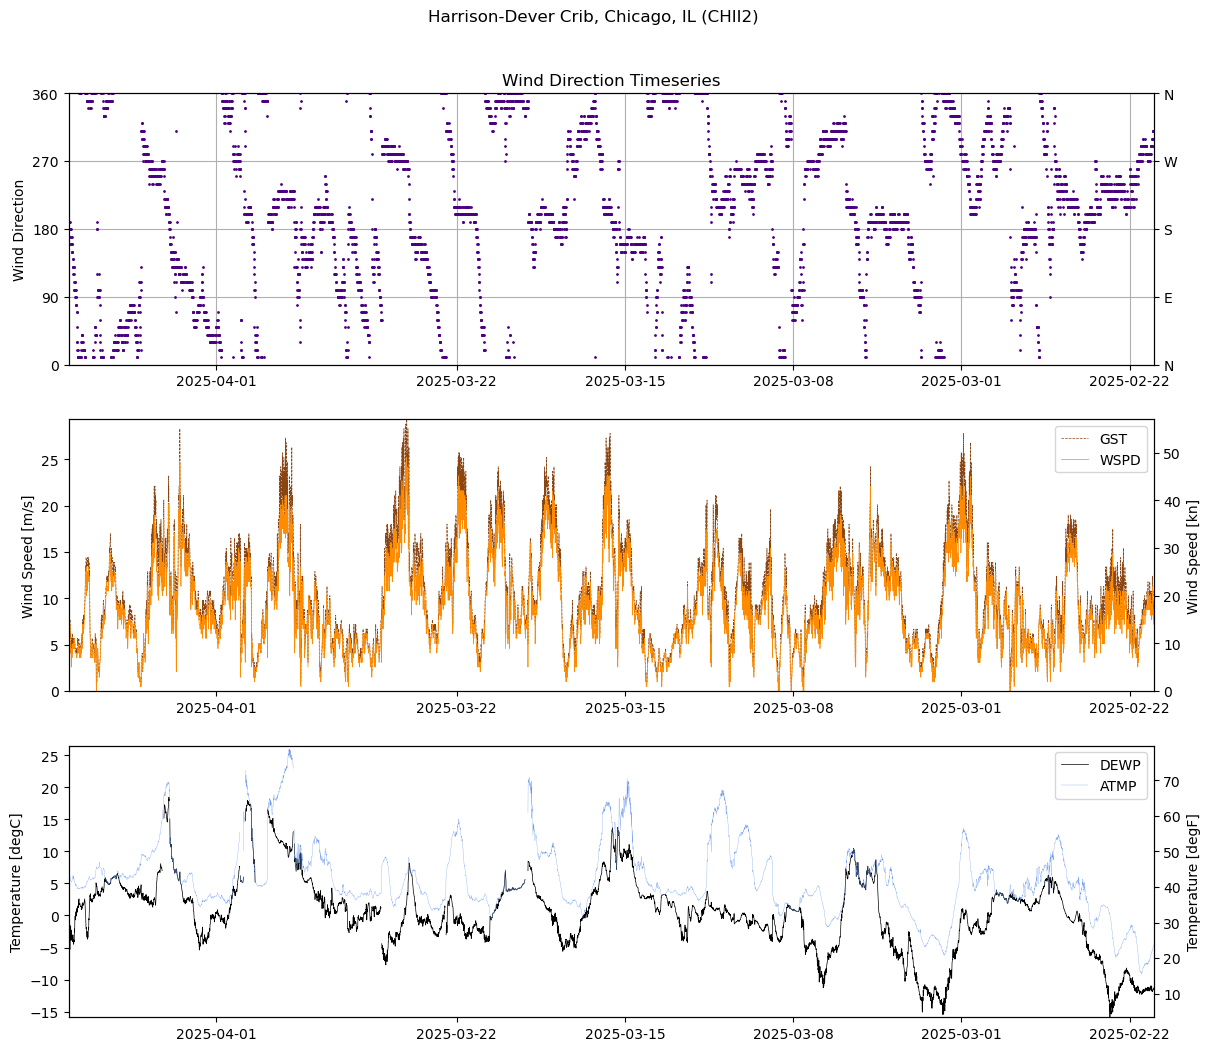 Harrison-Dever Crib, Chicago, IL (CHII2)
Wind Direction Timeseries
Wind Direction
360
270
180
90
0
N
W
S
E
N
2025-04-01 2025-03-22 2025-03-15 2025-03-08 2025-03-01 2025-02-22
Wind Speed [m/s]
25
20
15
10
5
0
GST
WSPD
50
40
30
20
10
0
Wind Speed [kn]
2025-04-01 2025-03-22 2025-03-15 2025-03-08 2025-03-01 2025-02-22
Temperature [degC]
25
20
15
10
5
0
−5
−10
−15
DEWP
ATMP
70
60
50
40
30
20
10
Temperature [degF]
2025-04-01 2025-03-22 2025-03-15 2025-03-08 2025-03-01 2025-02-22